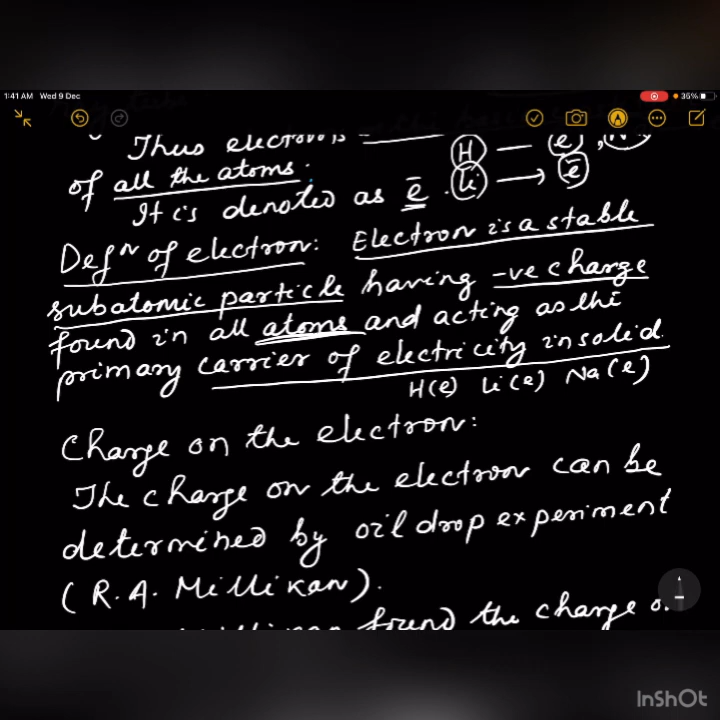 1:41 AM Wed 9 Dec
36%
Thus electron is
H — e, 
of all the atoms.
It is denoted as ē. Li → ē
Defⁿ of electron: Electron is a stable
subatomic particle having -ve charge
found in all atoms and acting as the
primary carrier of electricity in solid.
H(e) Li(e) Na(e)
Charge on the electron:
The charge on the electron can be
determined by oil drop experiment
(R.A. Millikan).
found the charge o
InShOt